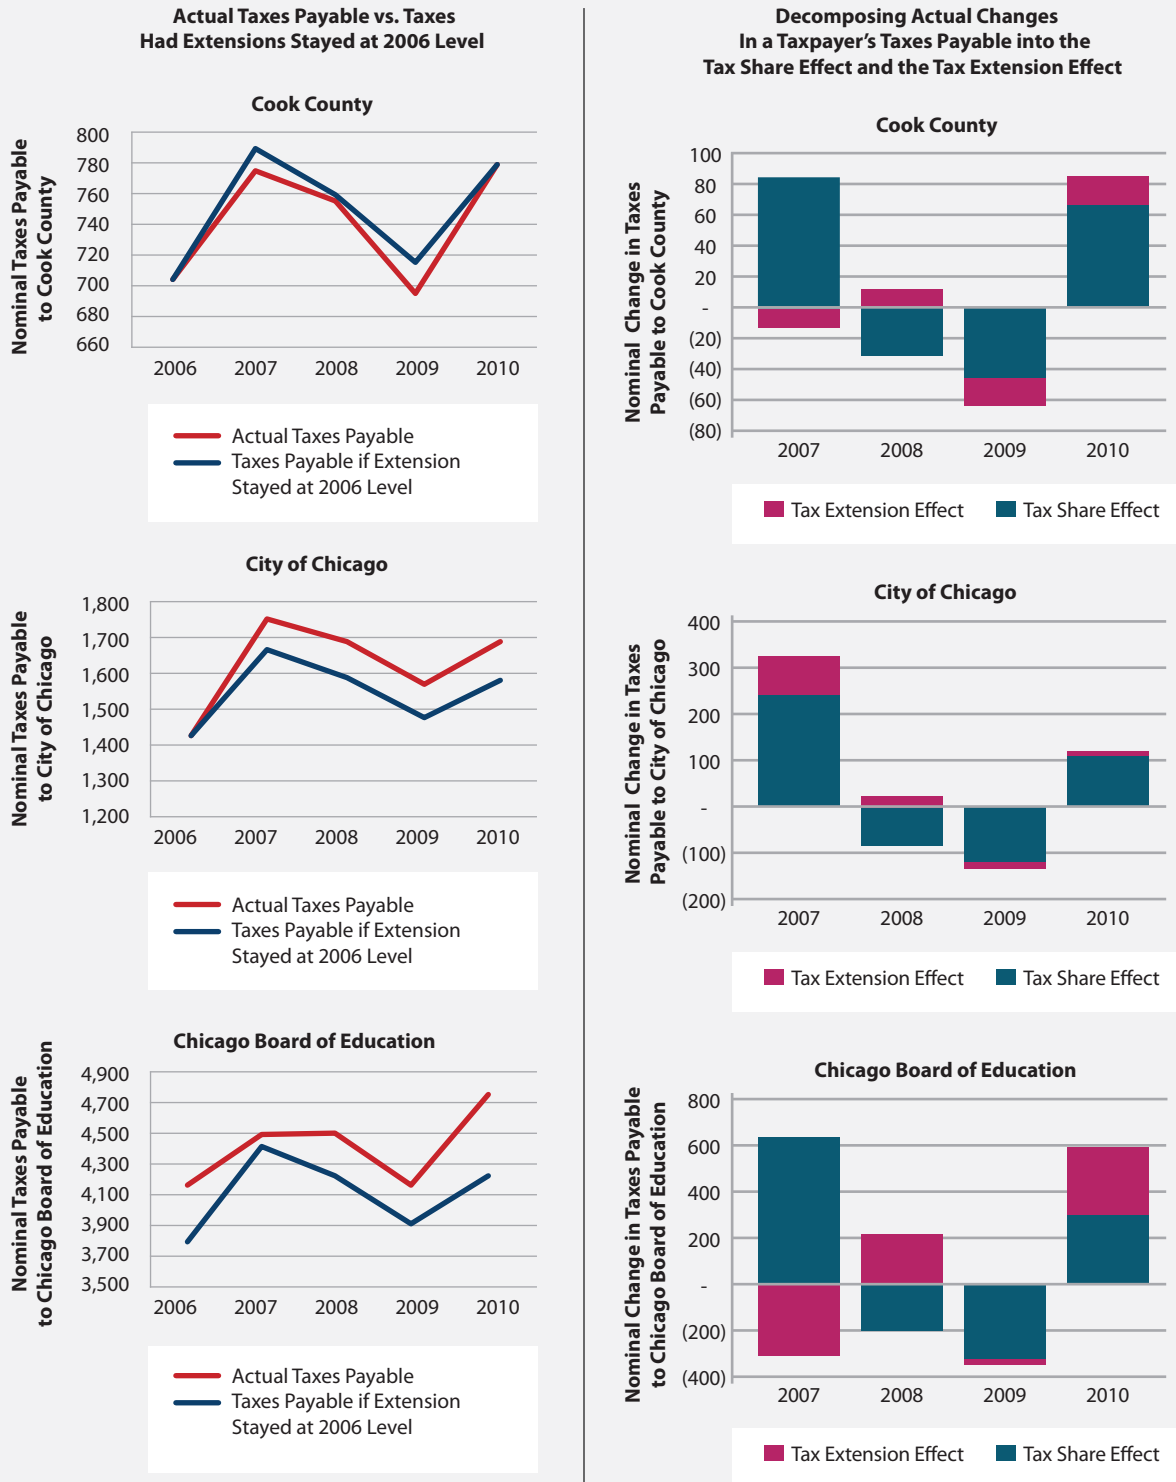 Actual Taxes Payable vs. Taxes
Had Extensions Stayed at 2006 Level
Cook County
Nominal Taxes Payable
to Cook County
800
780
760
740
720
700
680
660
2006 2007 2008 2009 2010
Actual Taxes Payable
Taxes Payable if Extension
Stayed at 2006 Level
City of Chicago
Nominal Taxes Payable
to City of Chicago
1,800
1,700
1,600
1,500
1,400
1,300
1,200
2006 2007 2008 2009 2010
Actual Taxes Payable
Taxes Payable if Extension
Stayed at 2006 Level
Chicago Board of Education
Nominal Taxes Payable
to Chicago Board of Education
4,900
4,700
4,500
4,300
4,100
3,900
3,700
3,500
2006 2007 2008 2009 2010
Actual Taxes Payable
Taxes Payable if Extension
Stayed at 2006 Level
Decomposing Actual Changes
In a Taxpayer's Taxes Payable into the
Tax Share Effect and the Tax Extension Effect
Cook County
Nominal Change in Taxes
Payable to Cook County
100
80
60
40
20
-
(20)
(40)
(60)
(80)
2007 2008 2009 2010
Tax Extension Effect Tax Share Effect
City of Chicago
Nominal Change in Taxes
Payable to City of Chicago
400
300
200
100
-
(100)
(200)
2007 2008 2009 2010
Tax Extension Effect Tax Share Effect
Chicago Board of Education
Nominal Change in Taxes Payable
to Chicago Board of Education
800
600
400
200
-
(200)
(400)
2007 2008 2009 2010
Tax Extension Effect Tax Share Effect